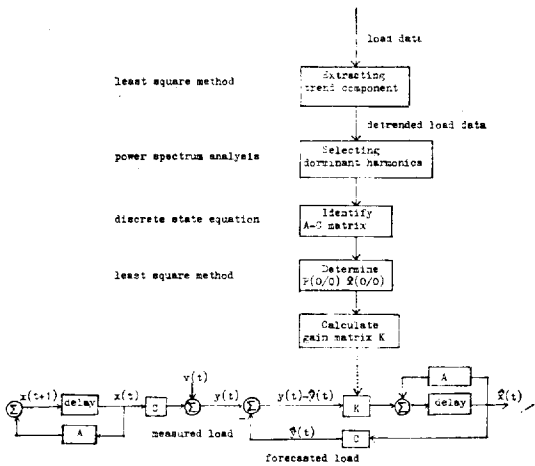 load data
least square method
Extracting
trend component
detrended load data
power spectrum analysis
Selecting
dominant harmonics
discrete state equation
Identify
A-C matrix
least square method
Determine
P(0/0) x̂(0/0)
Calculate
gain matrix K
v(t)
A
x(t+1)
delay
x(t)
C
Σ
y(t)
Σ
y(t)-ŷ(t)
K
Σ
delay
x̂(t)
Σ
A
measured load
ŷ(t)
C
forecasted load